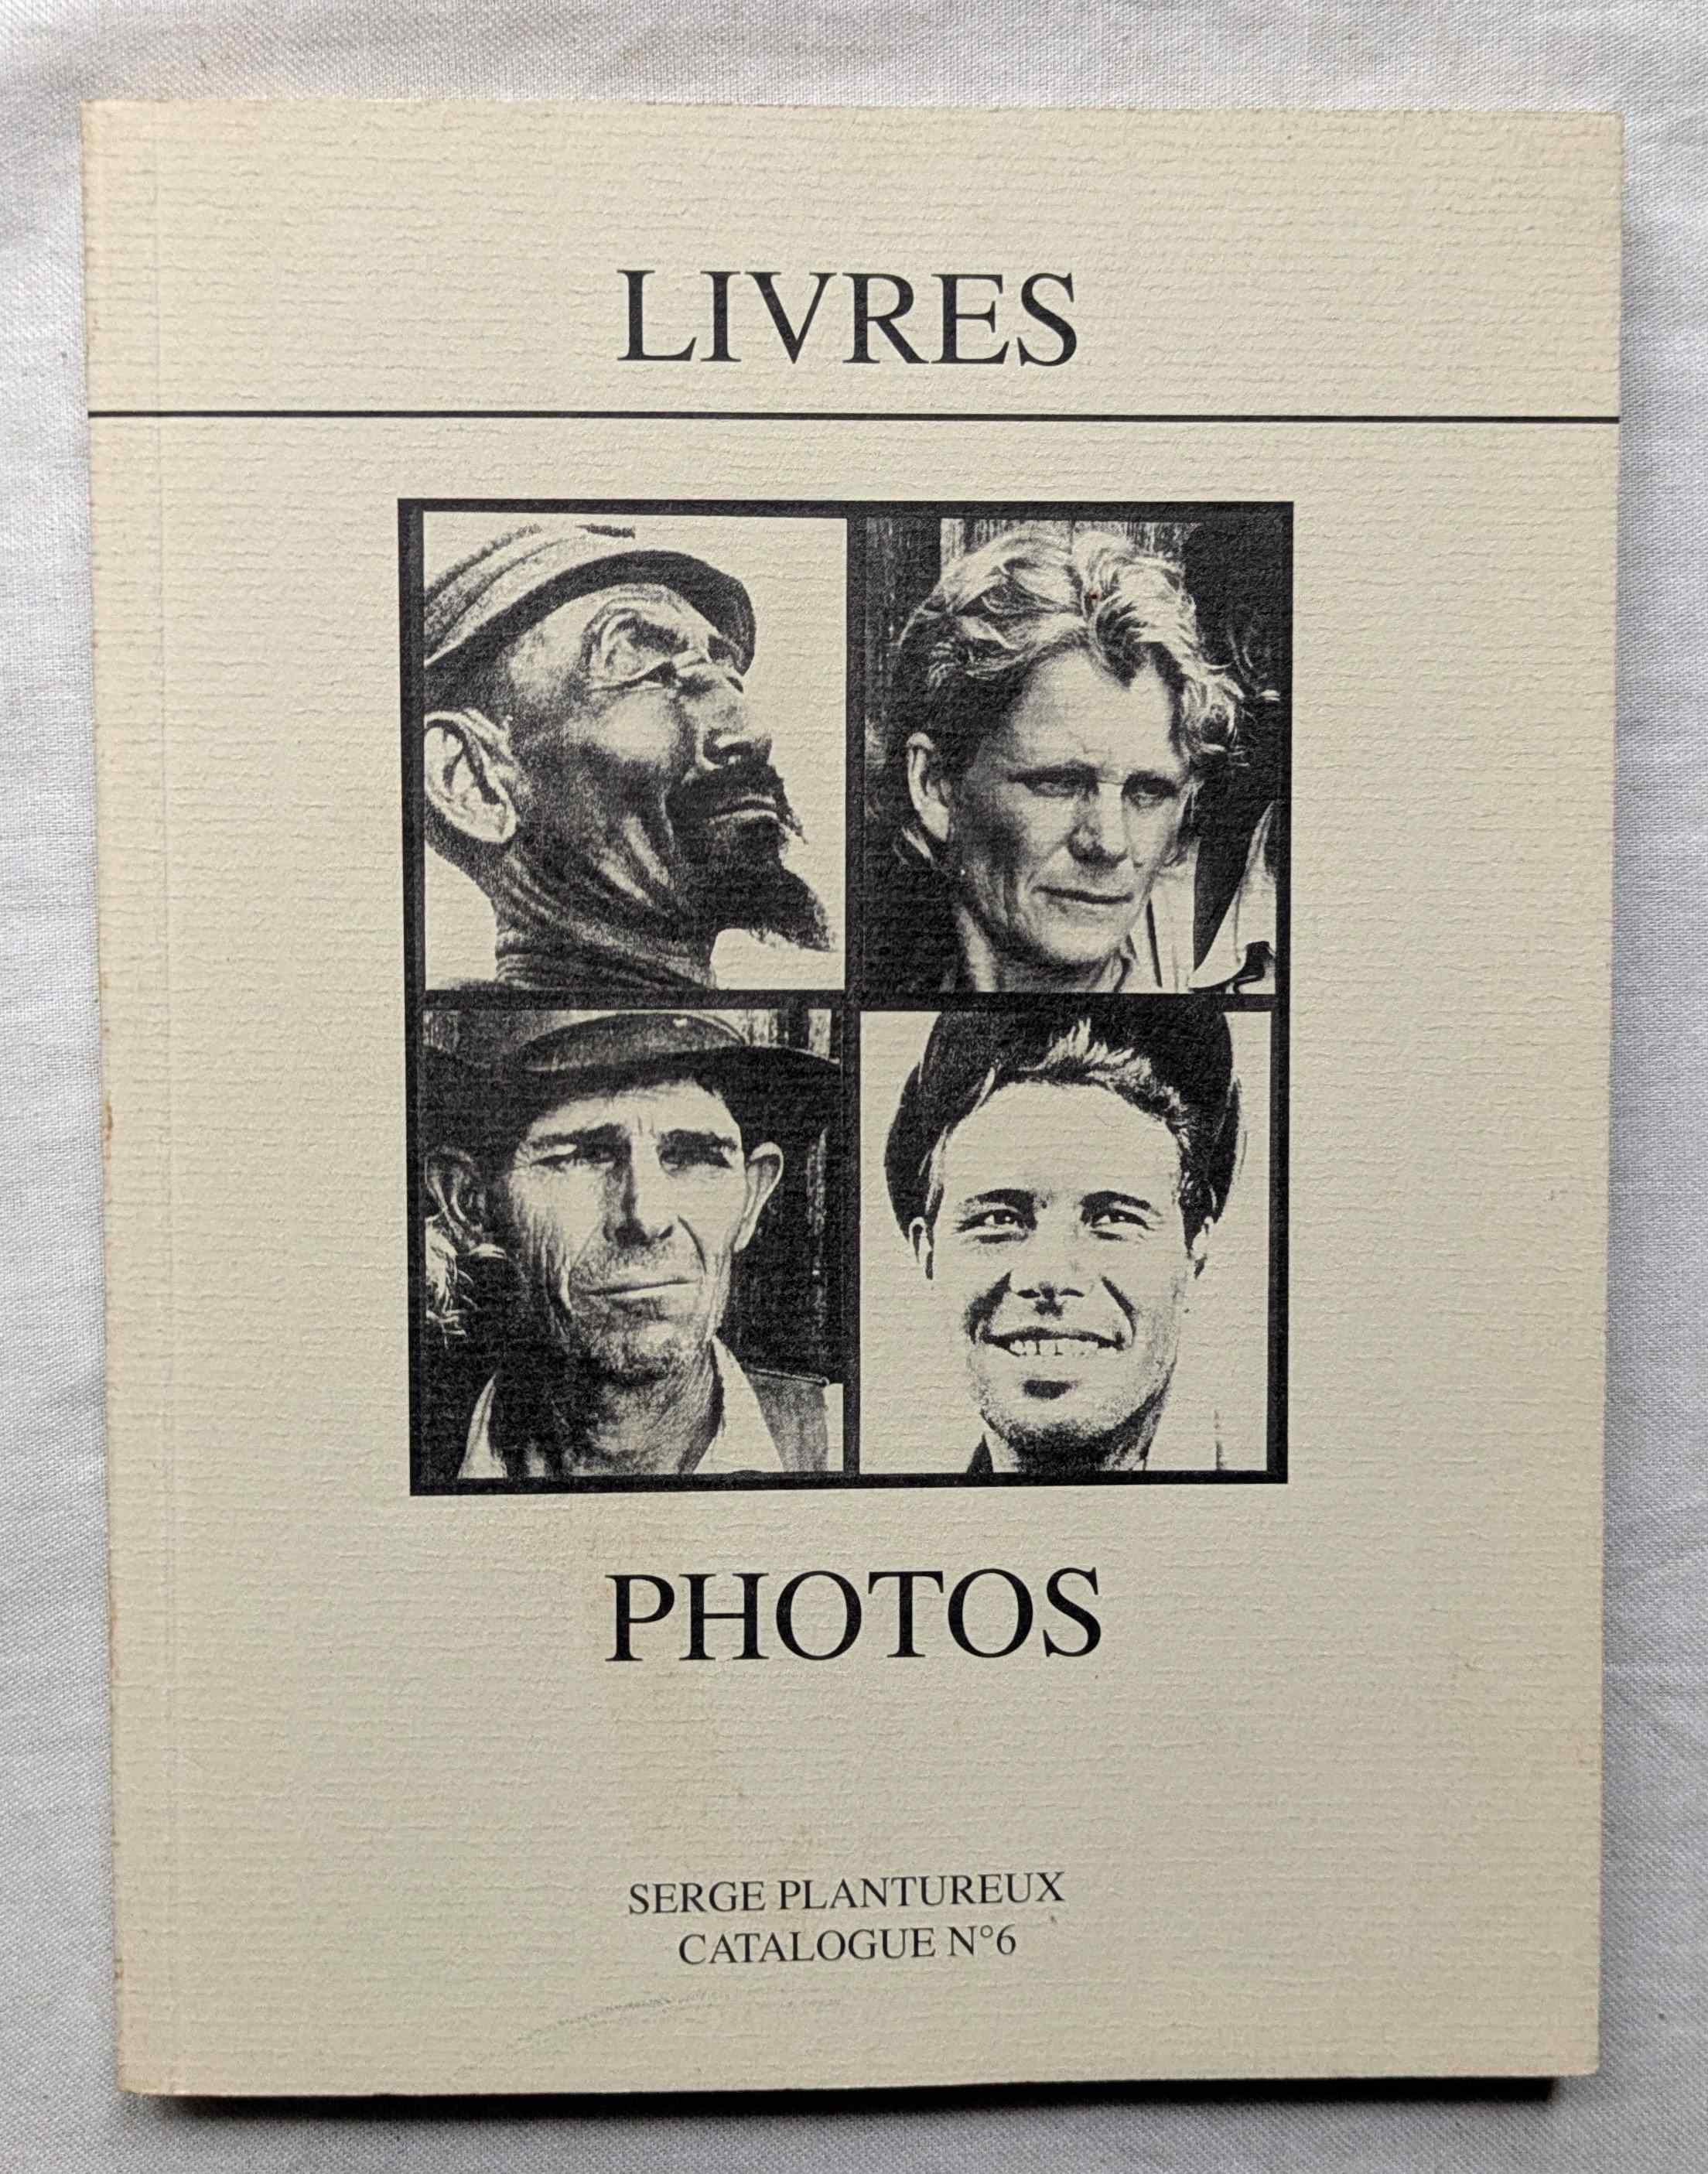 LIVRES
PHOTOS
SERGE PLANTUREUX
CATALOGUE N°6